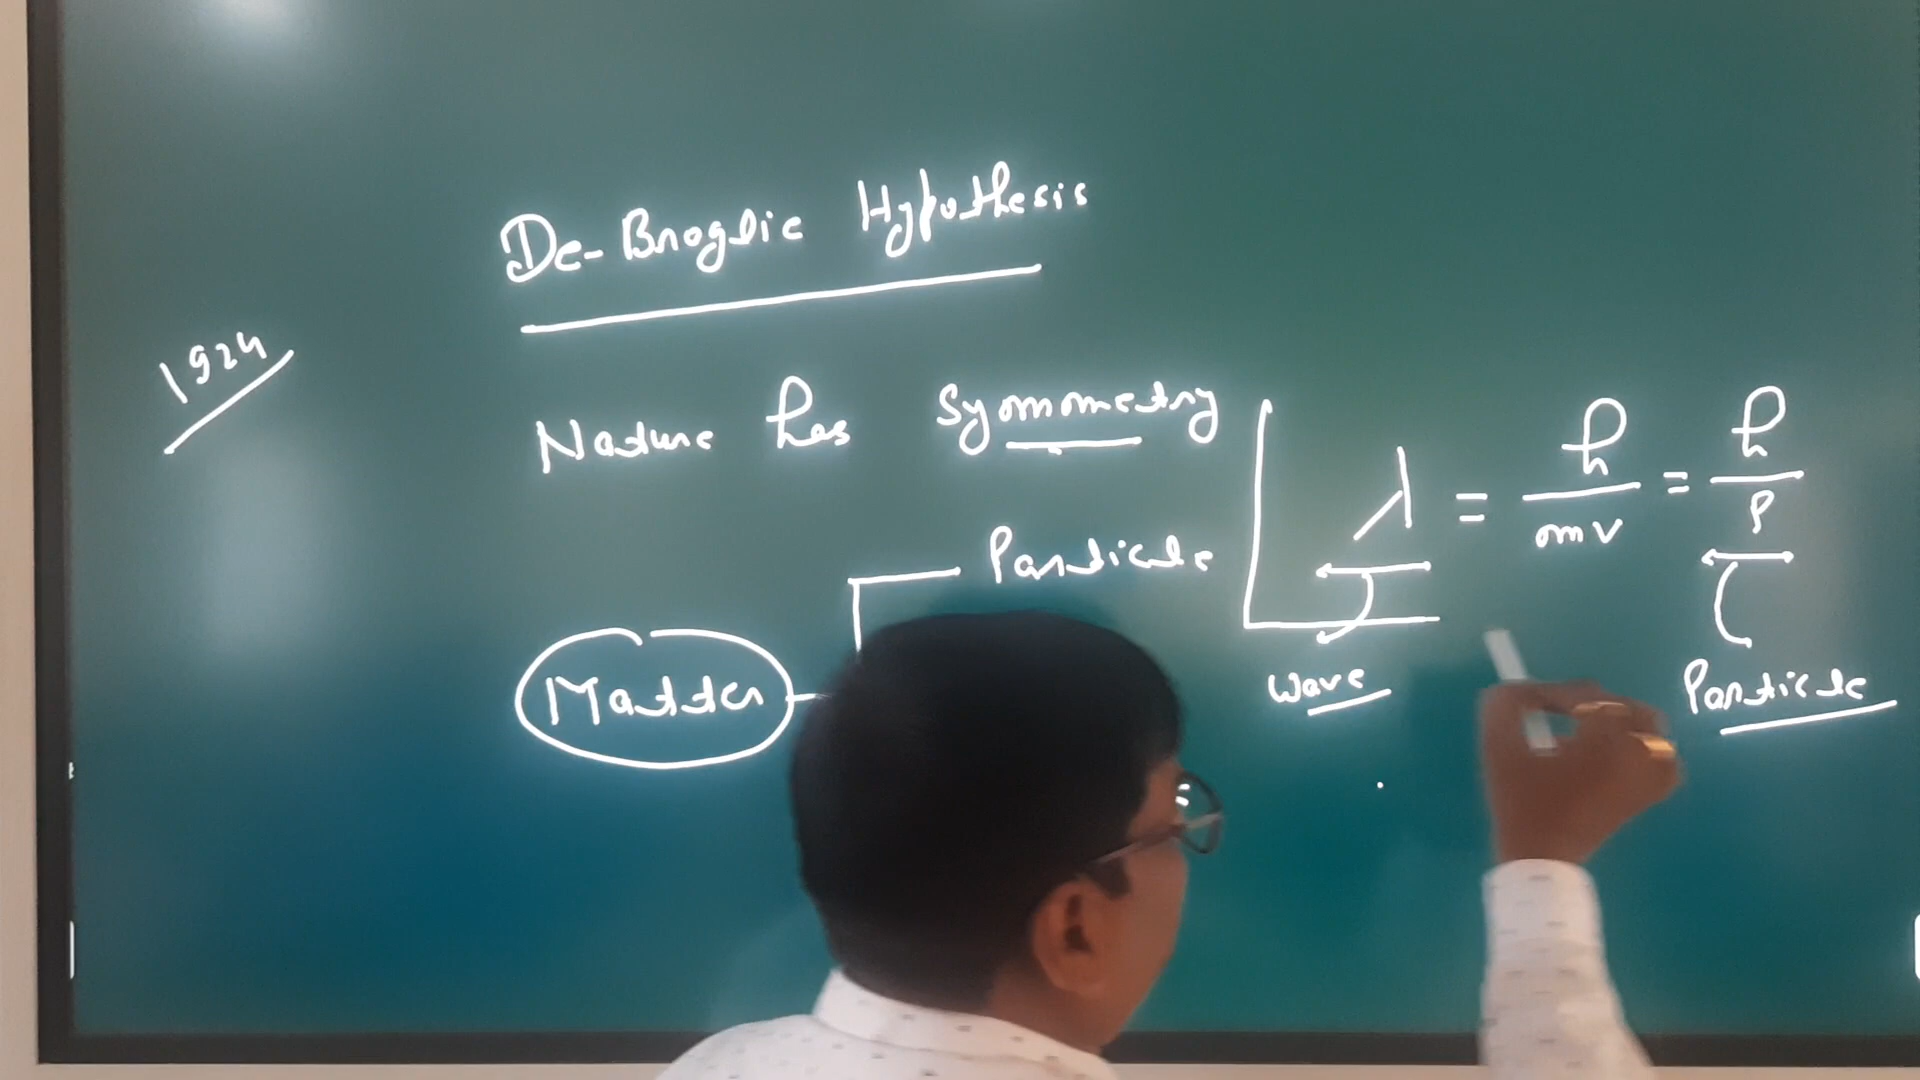 De-Broglie Hypothesis
1924
Nature has Symmetry
λ = h/mv = h/p
Particle
Matter
Wave
Particle